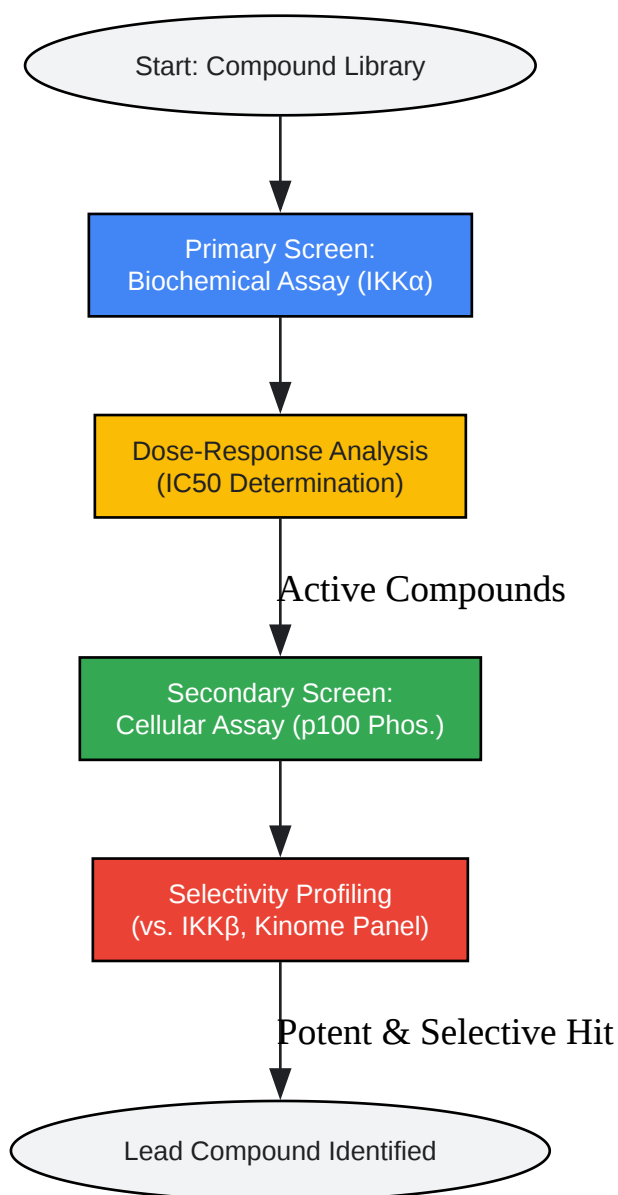 Start: Compound Library
Primary Screen:
Biochemical Assay (IKKα)
Dose-Response Analysis
(IC50 Determination)
Active Compounds
Secondary Screen:
Cellular Assay (p100 Phos.)
Selectivity Profiling
(vs. IKKβ, Kinome Panel)
Potent & Selective Hit
Lead Compound Identified